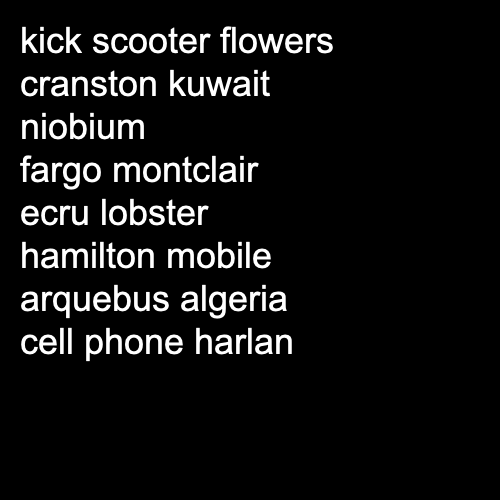 kick scooter flowers
cranston kuwait
niobium
fargo montclair
ecru lobster
hamilton mobile
arquebus algeria
cell phone harlan